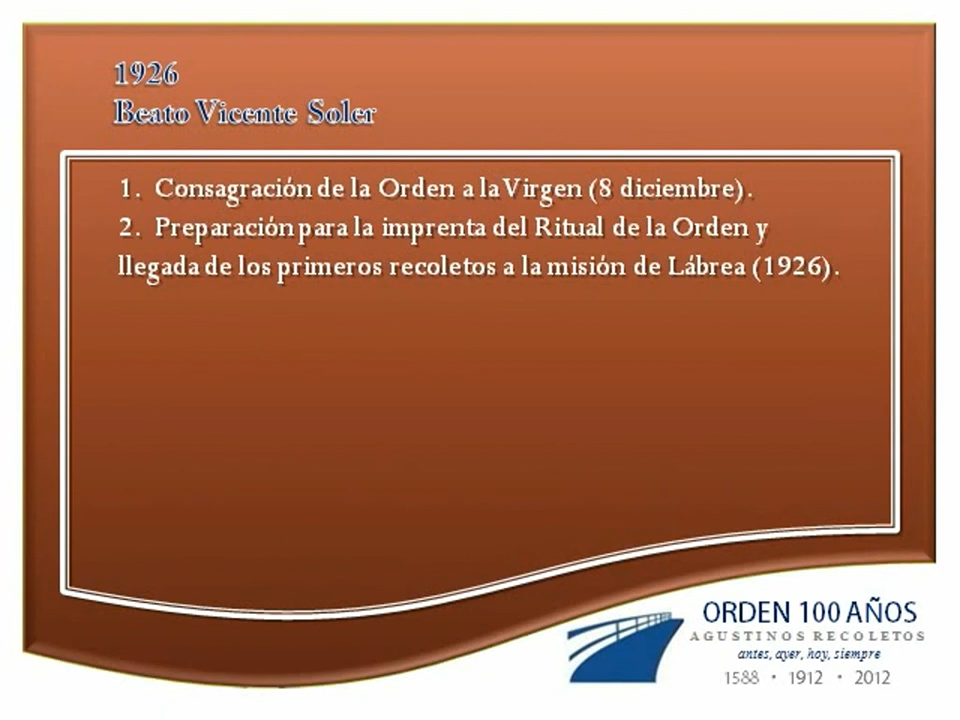 1926
Beato Vicente Soler
1. Consagración de la Orden a la Virgen (8 diciembre).
2. Preparación para la imprenta del Ritual de la Orden y
llegada de los primeros recoletos a la misión de Lábrea (1926).
ORDEN 100 AÑOS
AGUSTINOS RECOLETOS
antes, ayer, hoy, siempre
1588 · 1912 · 2012